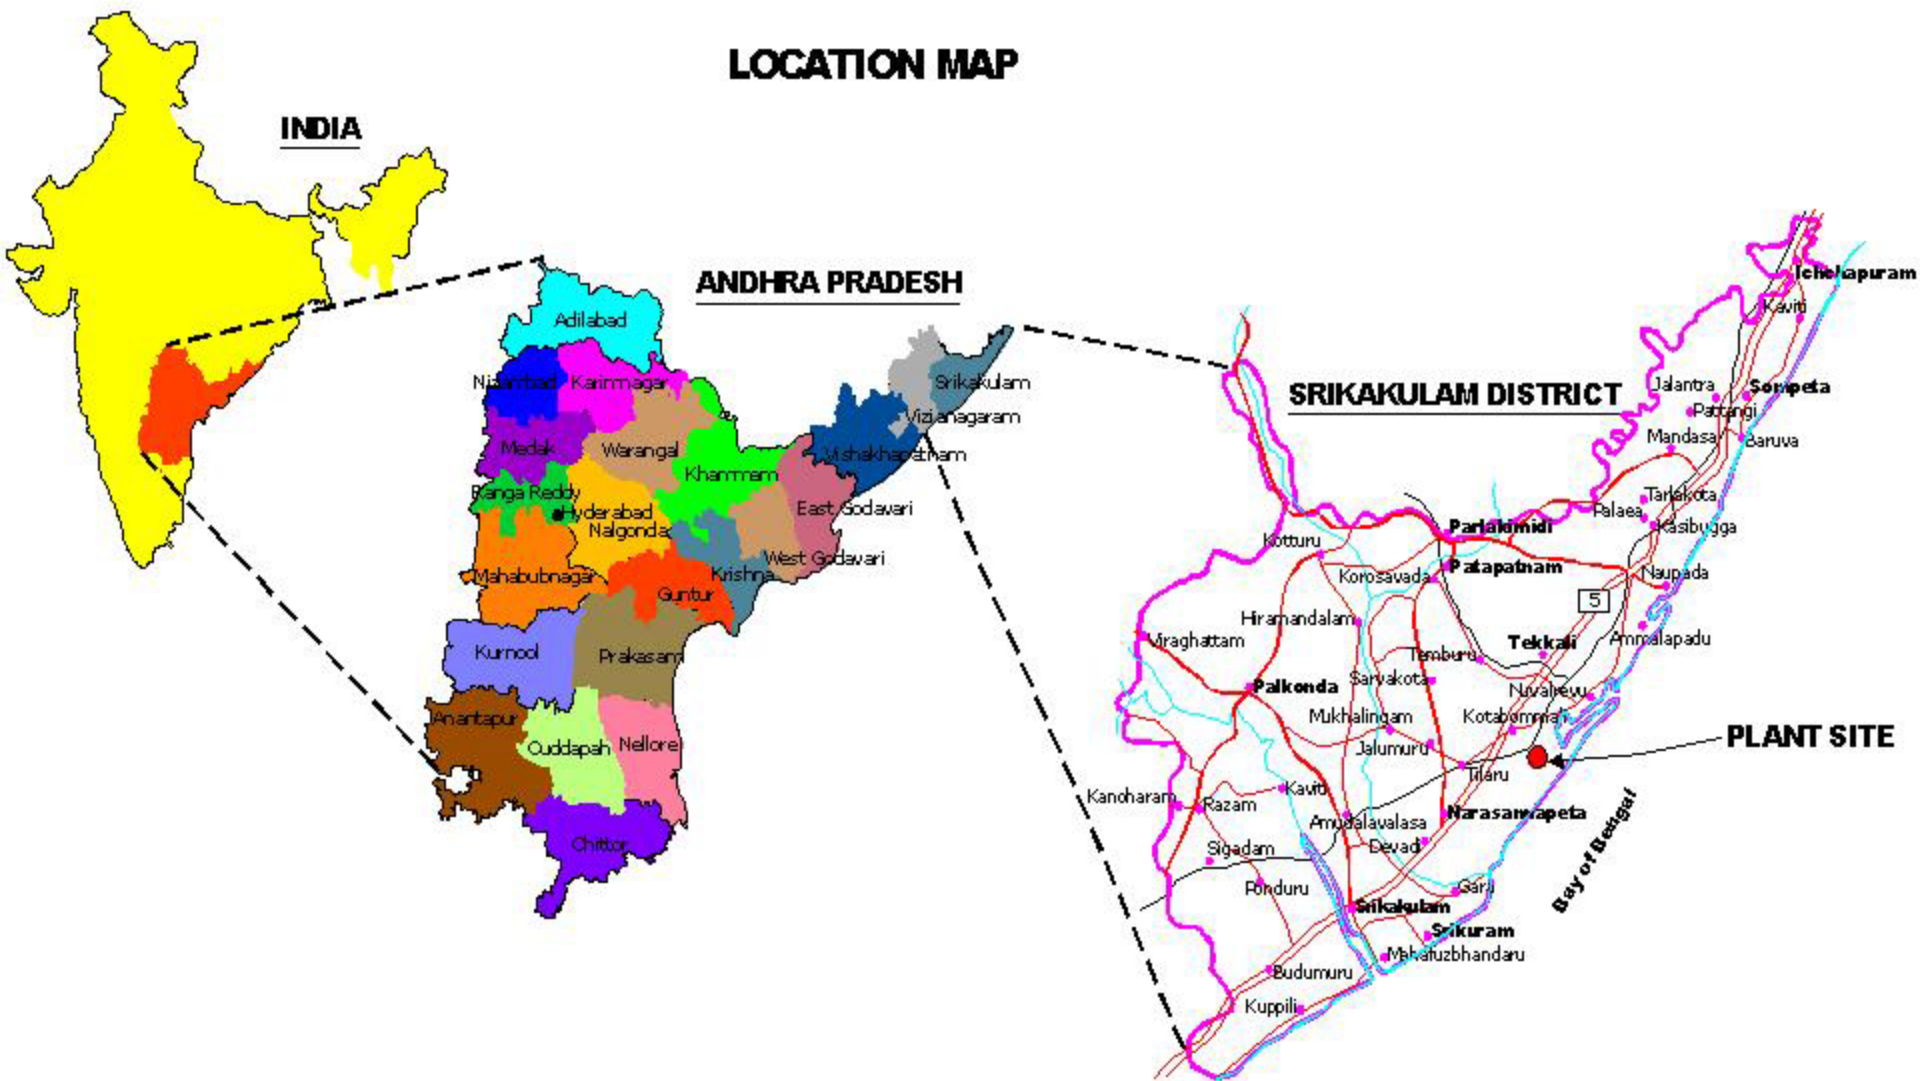 LOCATION MAP
INDIA
ANDHRA PRADESH
Adilabad
Nizambad
Karimnagar
Medak
Warangal
Khammam
Ranga Reddy
Hyderabad
Nalgonda
Mahabubnagar
Krishna
Guntur
West Godavari
East Godavari
Vishakhapatnam
Vizianagaram
Srikakulam
Kurnool
Prakasam
Anantapur
Cuddapah
Nellore
Chittor
SRIKAKULAM DISTRICT
Ichchapuram
Kaviti
Jalantra
Sompeta
Pattangi
Mandasa
Baruva
Tarlakota
Palaea
Kasibugga
Parlakimidi
Kotturu
Patapatnam
Korosavada
Naupada
5
Hiramandalam
Viraghattam
Tekkali
Ammalapadu
Temburu
Sarvakota
Palkonda
Nuvalrevu
Mukhalingam
Kotabommali
Jalumuru
PLANT SITE
Tilaru
Kanoharam
Razam
Kaviti
Narasannapeta
Amudalavalasa
Devadi
Sigadam
Ponduru
Garu
Bay of Bengal
Srikakulam
Srikuram
Mahafuzbhandaru
Budumuru
Kuppili